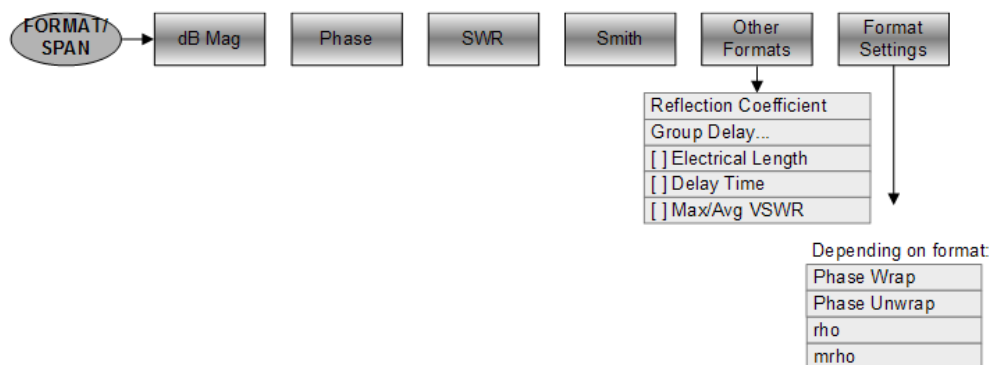 FORMAT/
SPAN
dB Mag
Phase
SWR
Smith
Other
Formats
Format
Settings
Reflection Coefficient
Group Delay...
[ ] Electrical Length
[ ] Delay Time
[ ] Max/Avg VSWR
Depending on format:
Phase Wrap
Phase Unwrap
rho
mrho